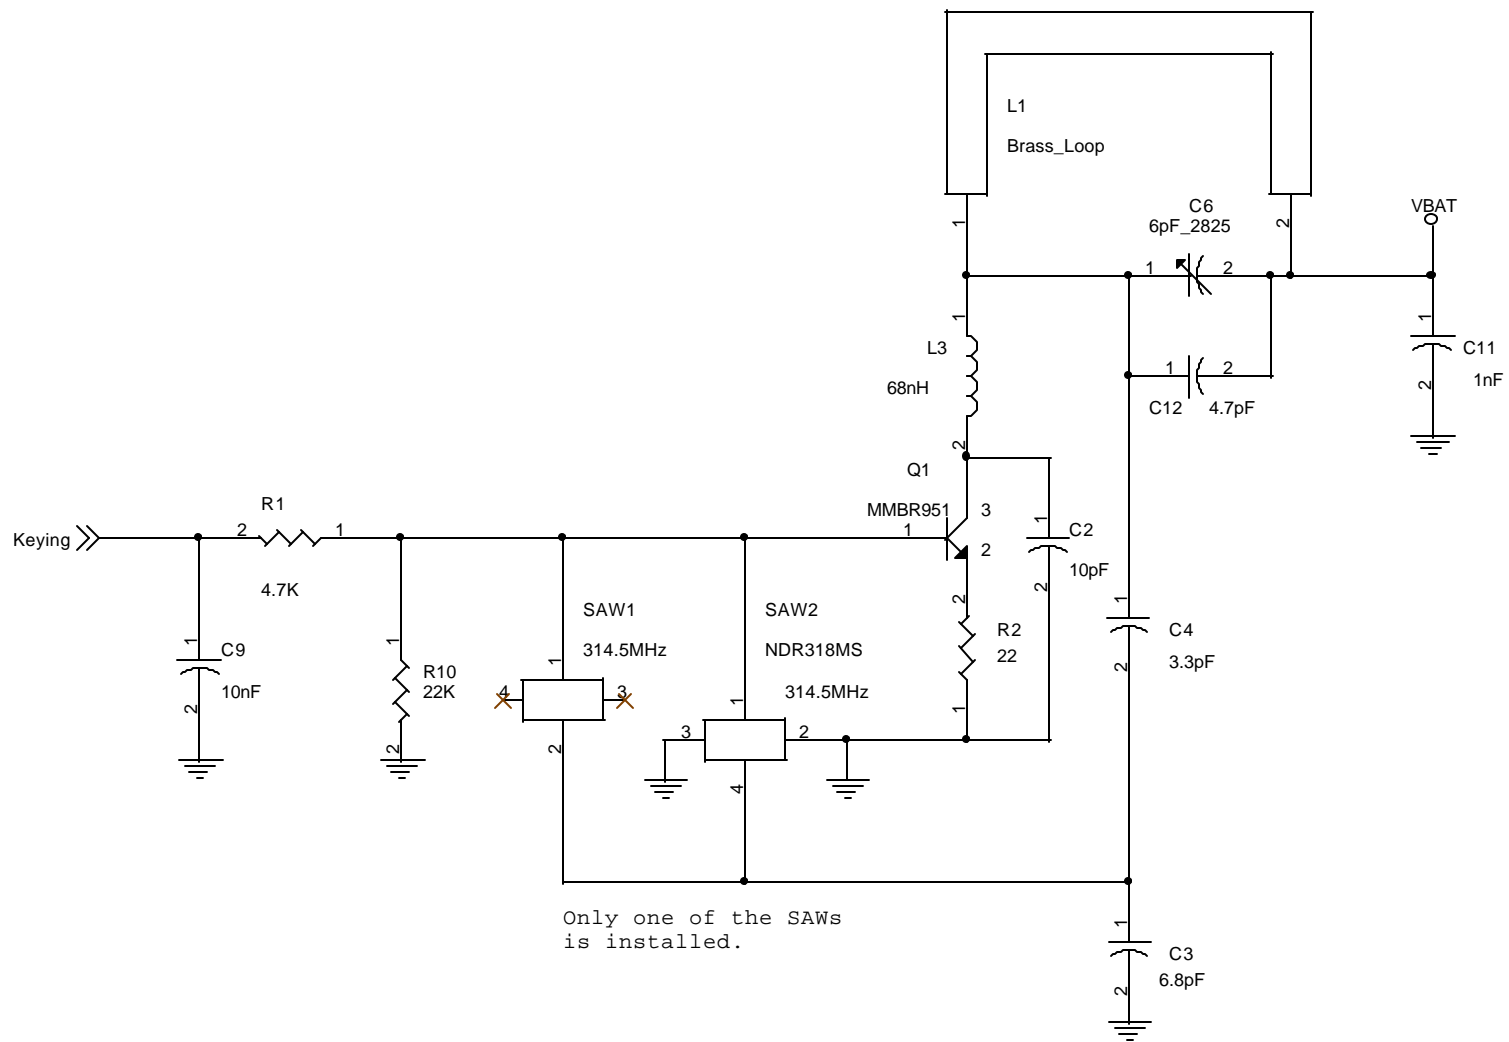 L1
Brass_Loop
1
2
C6
6pF_2825
VBAT
1 2
1
L3
68nH
2
1 2
C12 4.7pF
1
C11
1nF
2
Q1
MMBR951
1
3
2
1
C2
10pF
2
R1
Keying
2 1
4.7K
1
C9
10nF
2
1
R10
22K
2
SAW1
314.5MHz
1
4 3
2
SAW2
NDR318MS
314.5MHz
1
3 2
4
2
R2
22
1
1
C4
3.3pF
2
Only one of the SAWs
is installed.
1
C3
6.8pF
2